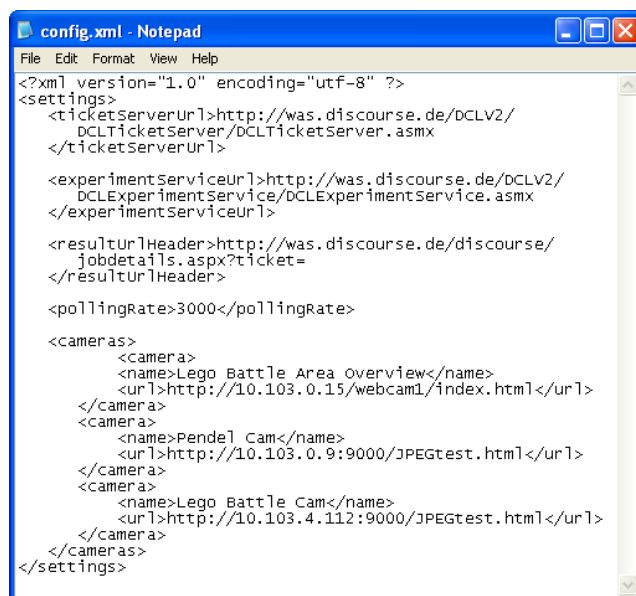 config.xml - Notepad
File Edit Format View Help
<?xml version="1.0" encoding="utf-8" ?>
<settings>
<ticketServerUrl>http://was.discourse.de/DCLV2/
DCLTicketServer/DCLTicketServer.asmx
</ticketServerUrl>
<experimentServiceUrl>http://was.discourse.de/DCLV2/
DCLExperimentService/DCLExperimentService.asmx
</experimentServiceUrl>
<resultUrlHeader>http://was.discourse.de/discourse/
jobdetails.aspx?ticket=
</resultUrlHeader>
<pollingRate>3000</pollingRate>
<cameras>
<camera>
<name>Lego Battle Area Overview</name>
<url>http://10.103.0.15/webcam1/index.html</url>
</camera>
<camera>
<name>Pendel Cam</name>
<url>http://10.103.0.9:9000/JPEGtest.html</url>
</camera>
<camera>
<name>Lego Battle Cam</name>
<url>http://10.103.4.112:9000/JPEGtest.html</url>
</camera>
</cameras>
</settings>